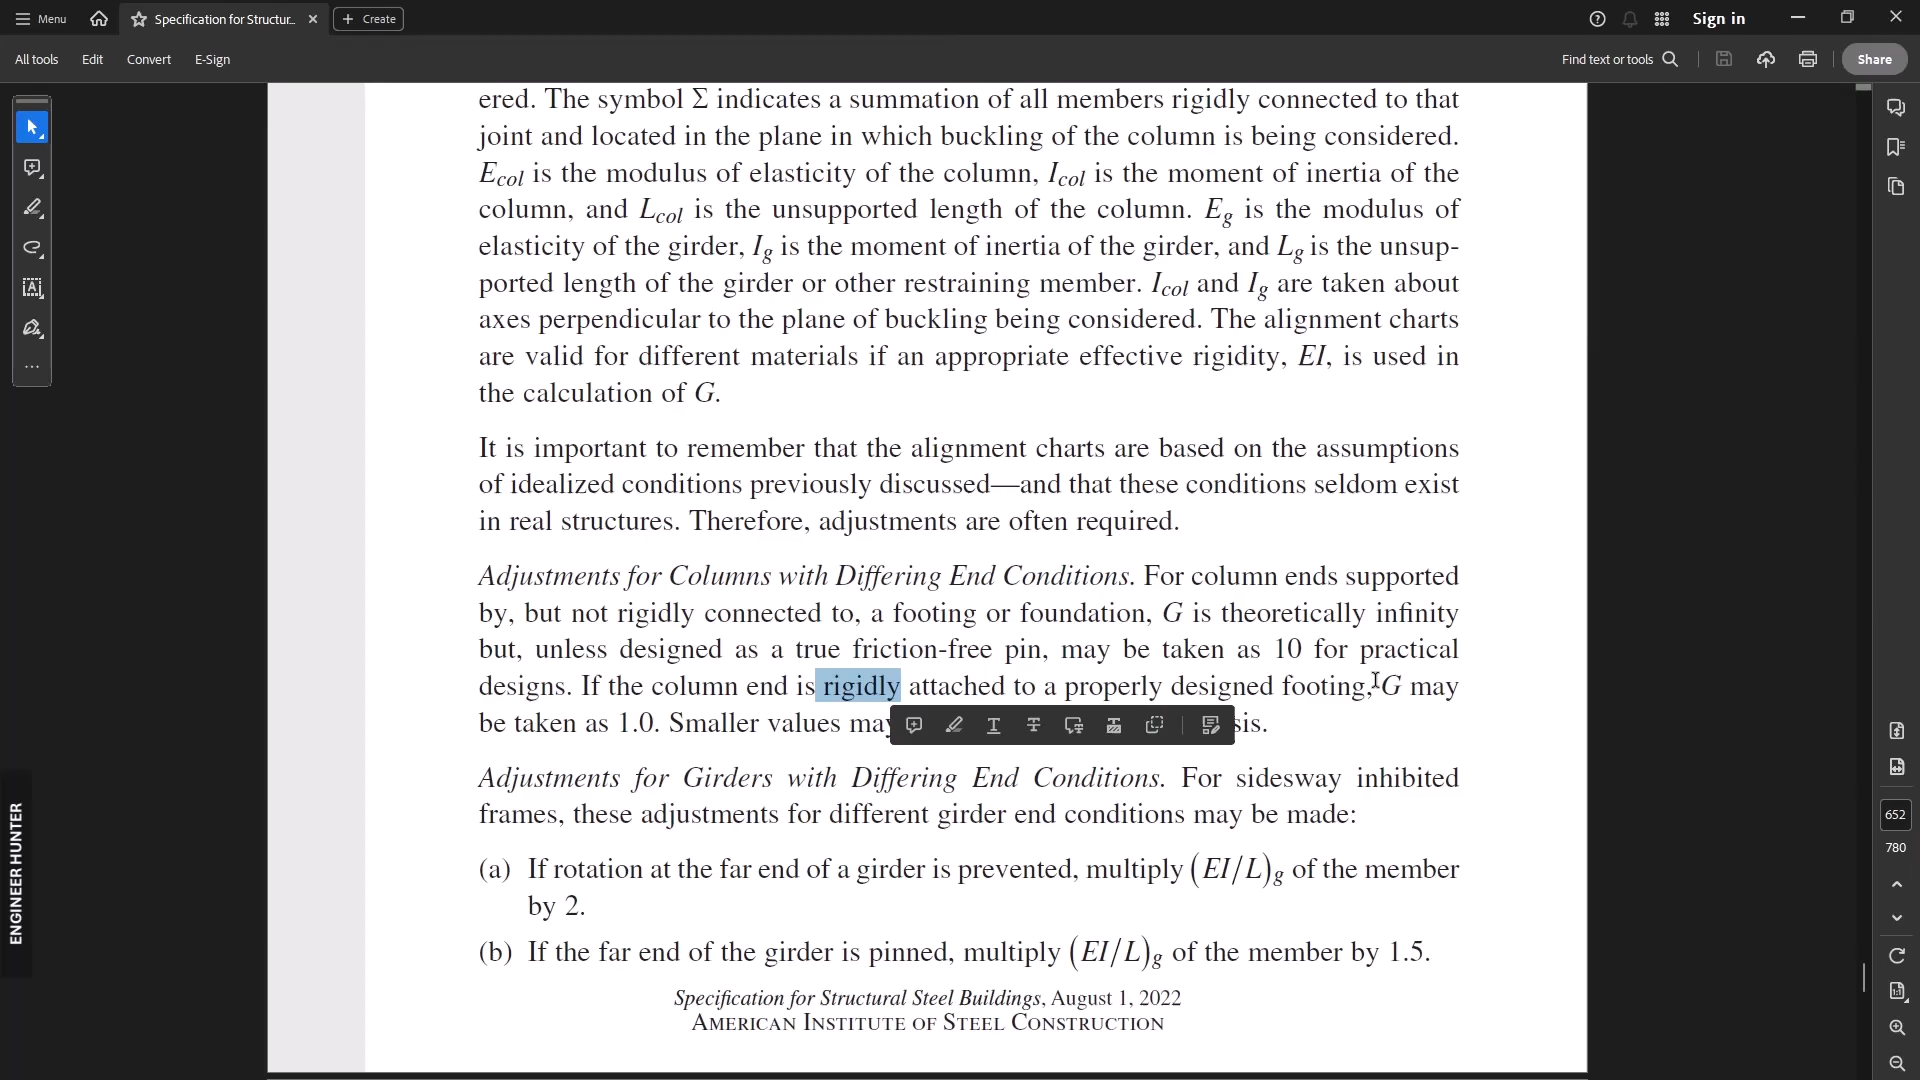 Menu
Specification for Structur...
Create
Sign in
All tools
Edit
Convert
E-Sign
Find text or tools
Share
ered. The symbol Σ indicates a summation of all members rigidly connected to that
joint and located in the plane in which buckling of the column is being considered.
Ecol is the modulus of elasticity of the column, Icol is the moment of inertia of the
column, and Lcol is the unsupported length of the column. Eg is the modulus of
elasticity of the girder, Ig is the moment of inertia of the girder, and Lg is the unsup-
ported length of the girder or other restraining member. Icol and Ig are taken about
axes perpendicular to the plane of buckling being considered. The alignment charts
are valid for different materials if an appropriate effective rigidity, EI, is used in
the calculation of G.
It is important to remember that the alignment charts are based on the assumptions
of idealized conditions previously discussed—and that these conditions seldom exist
in real structures. Therefore, adjustments are often required.
Adjustments for Columns with Differing End Conditions. For column ends supported
by, but not rigidly connected to, a footing or foundation, G is theoretically infinity
but, unless designed as a true friction-free pin, may be taken as 10 for practical
designs. If the column end is rigidly attached to a properly designed footing, G may
be taken as 1.0. Smaller values may sis.
Adjustments for Girders with Differing End Conditions. For sidesway inhibited
frames, these adjustments for different girder end conditions may be made:
(a) If rotation at the far end of a girder is prevented, multiply (EI/L)g of the member
by 2.
(b) If the far end of the girder is pinned, multiply (EI/L)g of the member by 1.5.
Specification for Structural Steel Buildings, August 1, 2022
AMERICAN INSTITUTE OF STEEL CONSTRUCTION
ENGINEER HUNTER
652
780